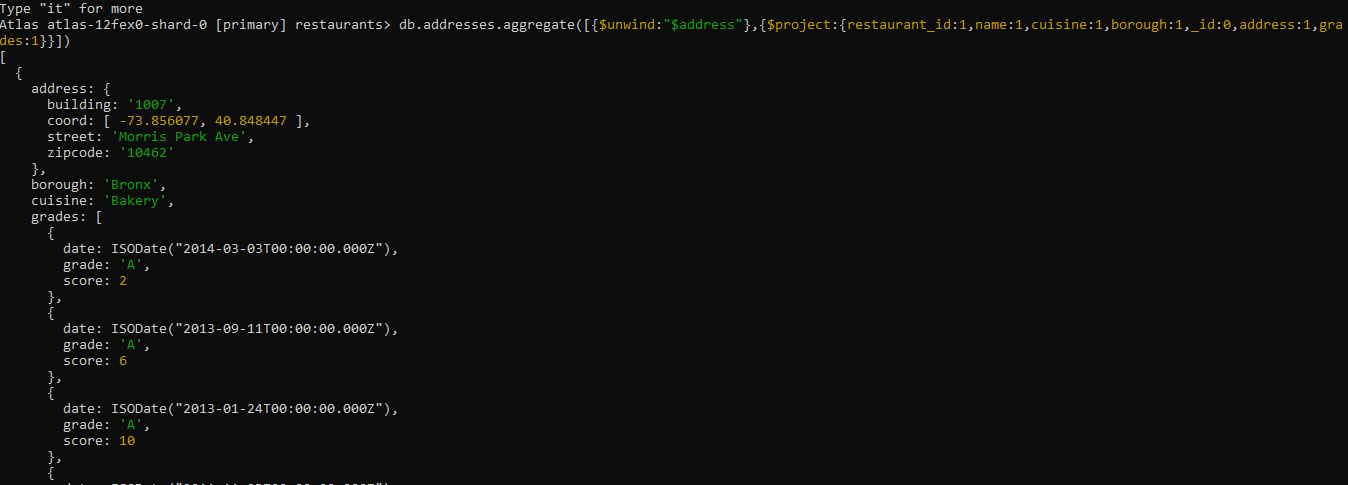 Type "it" for more
Atlas atlas-12fex0-shard-0 [primary] restaurants> db.addresses.aggregate([{$unwind:"$address"},{$project:{restaurant_id:1,name:1,cuisine:1,borough:1,_id:0,address:1,gra
des:1}}])
[
  {
    address: {
      building: '1007',
      coord: [ -73.856077, 40.848447 ],
      street: 'Morris Park Ave',
      zipcode: '10462'
    },
    borough: 'Bronx',
    cuisine: 'Bakery',
    grades: [
      {
        date: ISODate("2014-03-03T00:00:00.000Z"),
        grade: 'A',
        score: 2
      },
      {
        date: ISODate("2013-09-11T00:00:00.000Z"),
        grade: 'A',
        score: 6
      },
      {
        date: ISODate("2013-01-24T00:00:00.000Z"),
        grade: 'A',
        score: 10
      },
      {